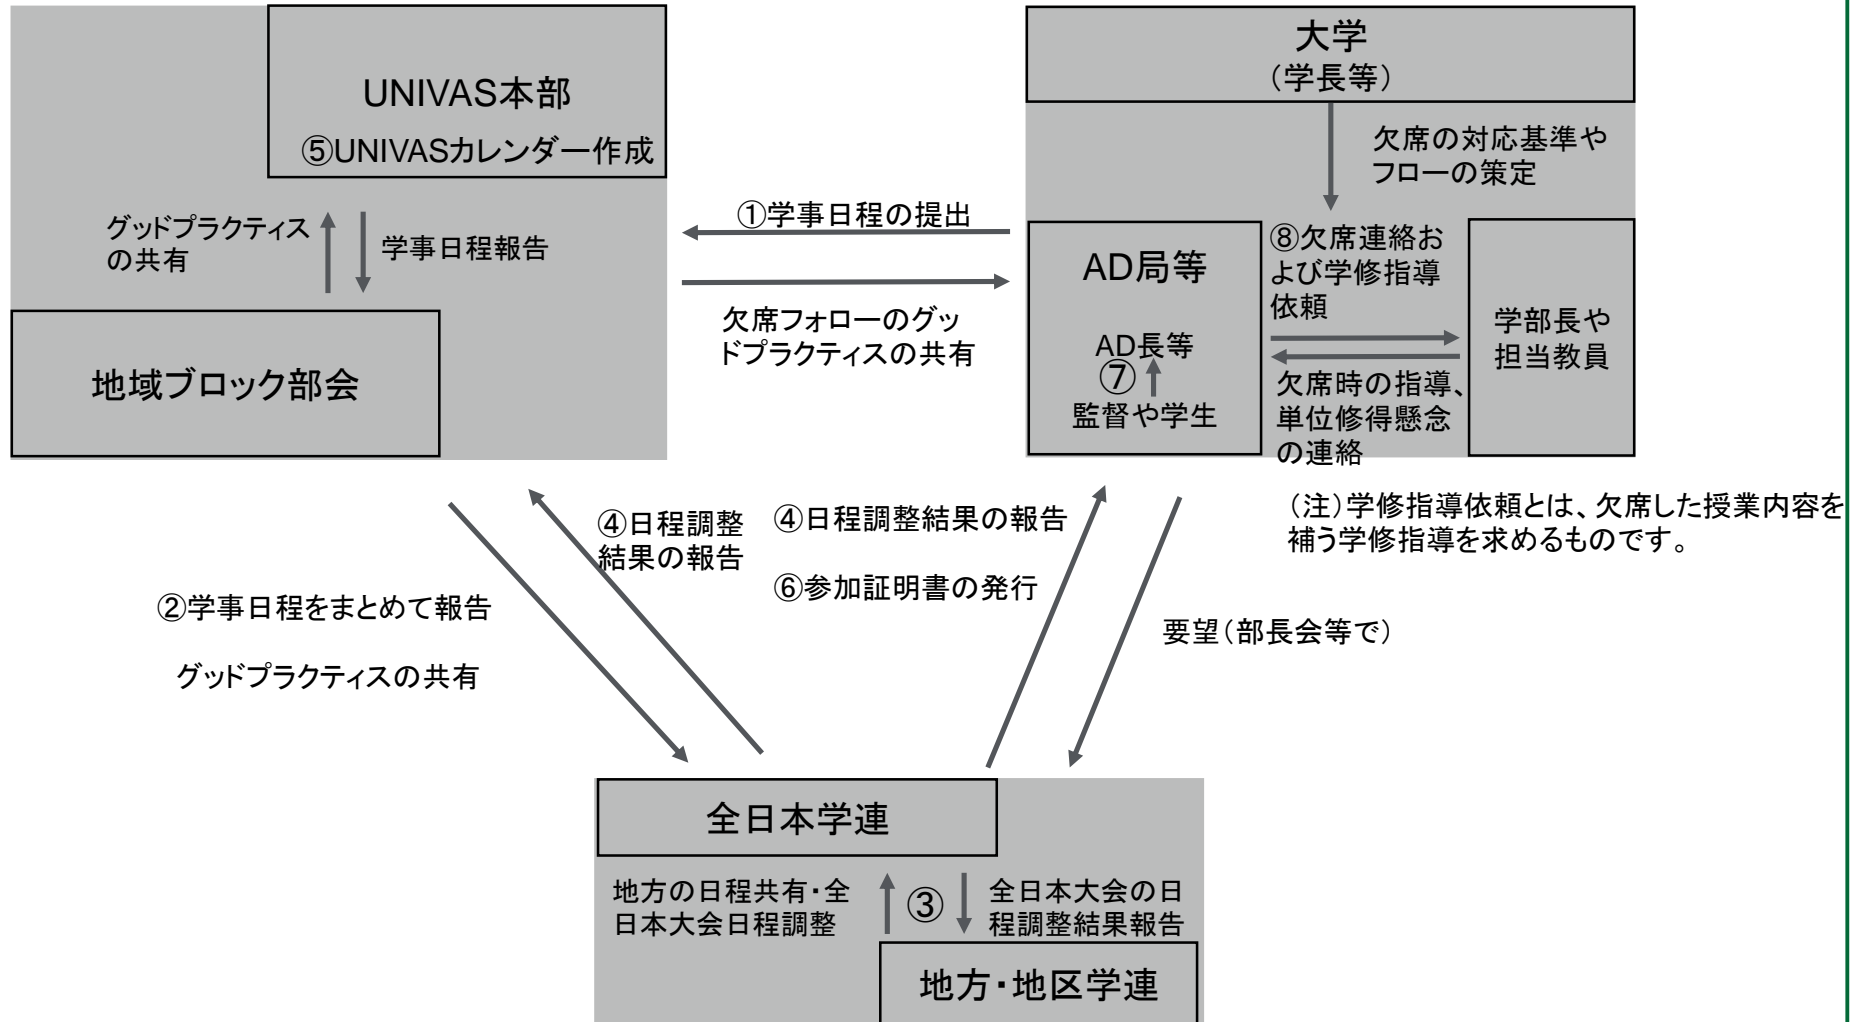 UNIVAS本部
⑤UNIVASカレンダー作成
グッドプラクティス
の共有
学事日程報告
地域ブロック部会
①学事日程の提出
欠席フォローのグッ
ドプラクティスの共有
大学
（学長等）
欠席の対応基準や
フローの策定
AD局等
AD長等
⑦
監督や学生
⑧欠席連絡お
よび学修指導
依頼
欠席時の指導、
単位修得懸念
の連絡
学部長や
担当教員
（注）学修指導依頼とは、欠席した授業内容を
補う学修指導を求めるものです。
④日程調整
結果の報告
④日程調整結果の報告
⑥参加証明書の発行
②学事日程をまとめて報告
グッドプラクティスの共有
要望（部長会等で）
全日本学連
地方の日程共有・全
日本大会日程調整
③
全日本大会の日
程調整結果報告
地方・地区学連